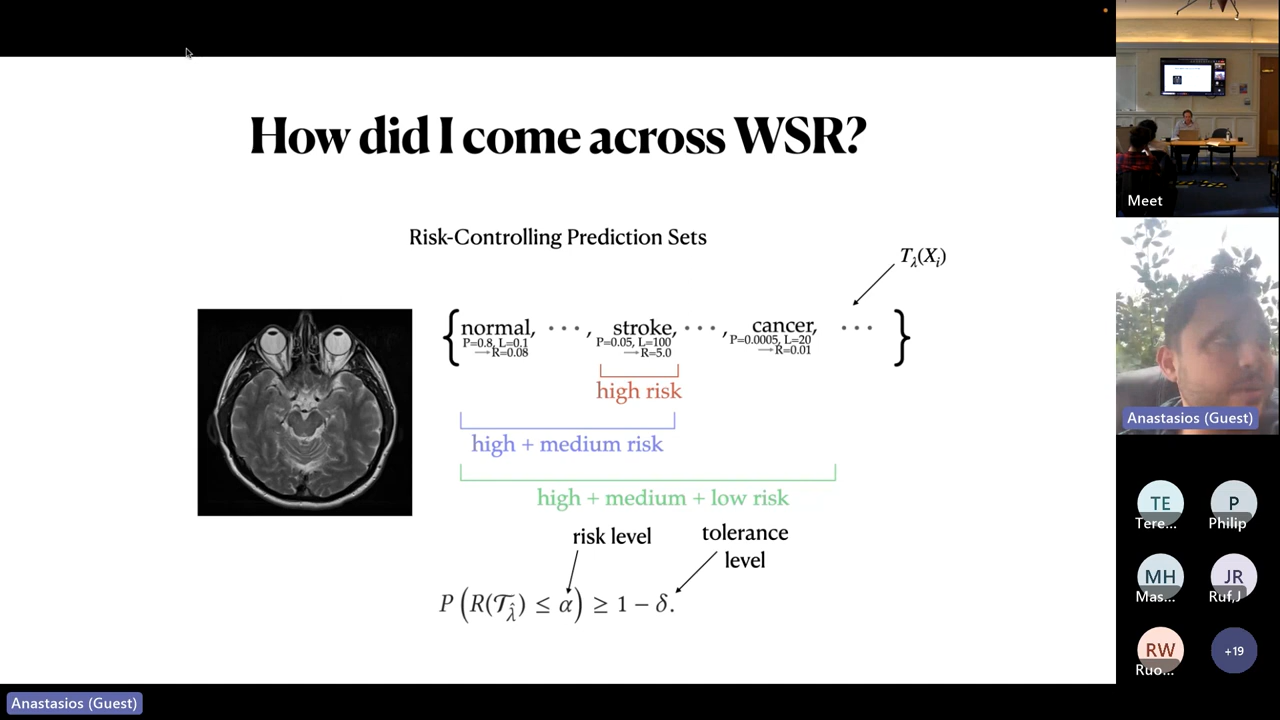 How did I come across WSR?
Risk-Controlling Prediction Sets
T_λ(X_i)
{normal, ··· , stroke, ··· , cancer, ··· }
P=0.8, L=0.1 P=0.05, L=100 P=0.0005, L=20
→R=0.08 →R=5.0 →R=0.01
high risk
high + medium risk
high + medium + low risk
risk level
tolerance
level
P (R(𝒯_λ̂) ≤ α) ≥ 1 − δ.
Meet
Anastasios (Guest)
TE P
Tere... Philip
MH JR
Mas... Ruf,J
RW +19
Ruo...
Anastasios (Guest)